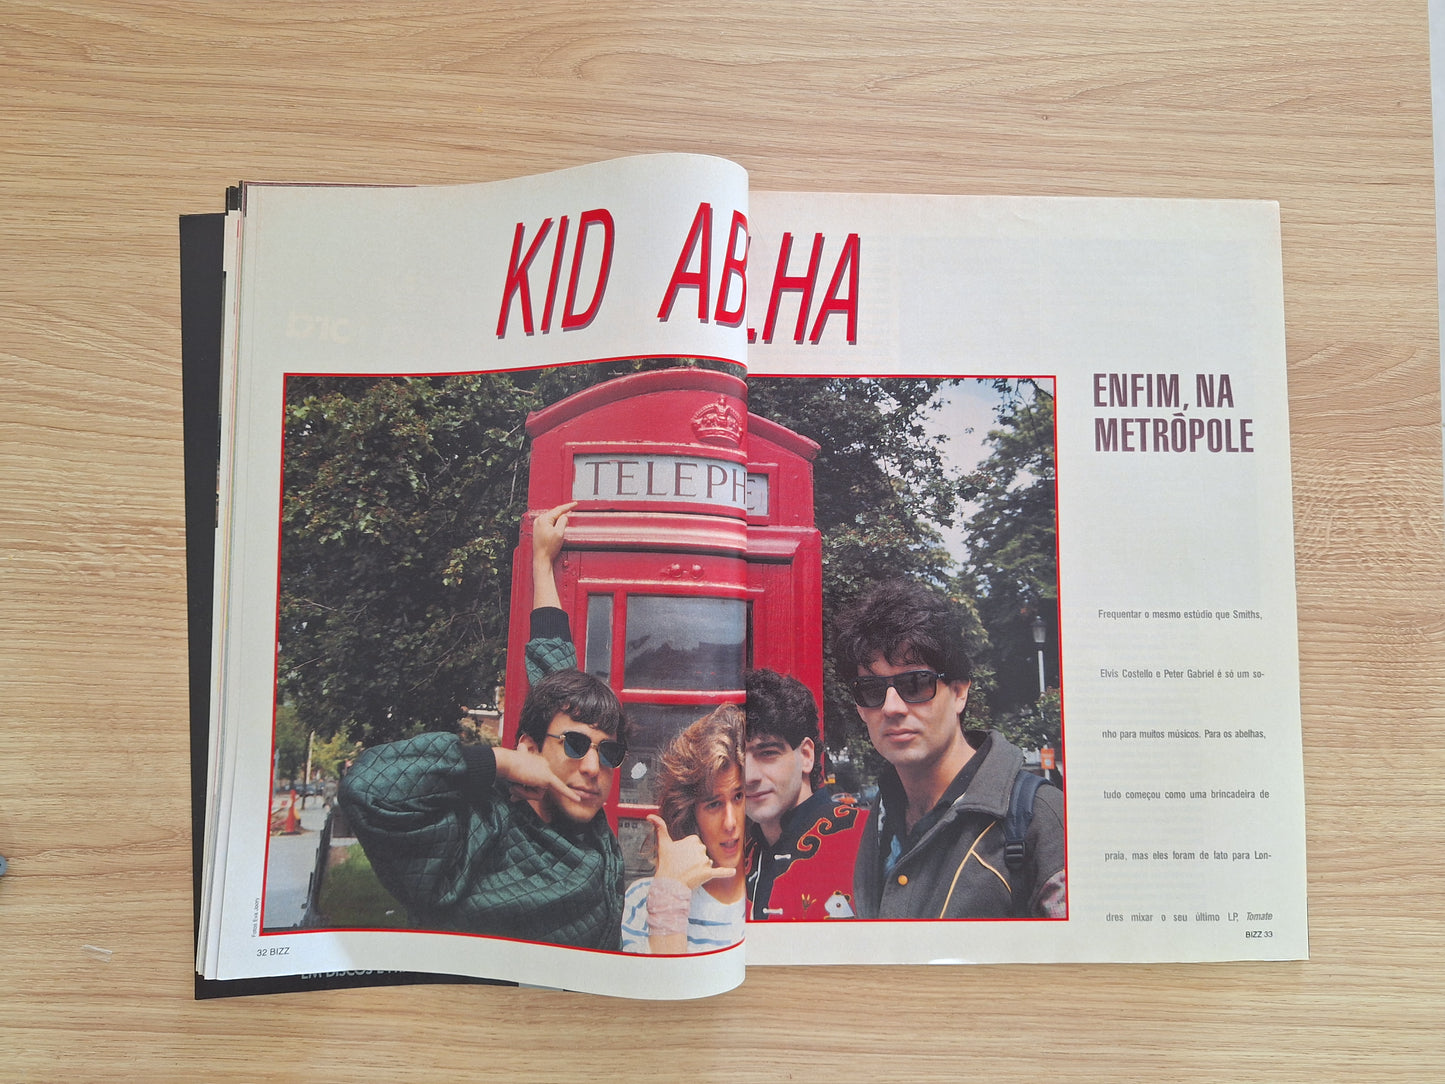 KID AB LHA
TELEPH E
ENFIM, NA
METRÔPOLE
Frequentar o mesmo estúdio que Smiths,
Elvis Costello e Peter Gabriel é só um so-
nho para muitos músicos. Para os abelhas,
tudo começou como uma brincadeira de
praia, mas eles foram de fato para Lon-
dres mixar o seu último LP, Tomate
BIZZ 33
32 BIZZ